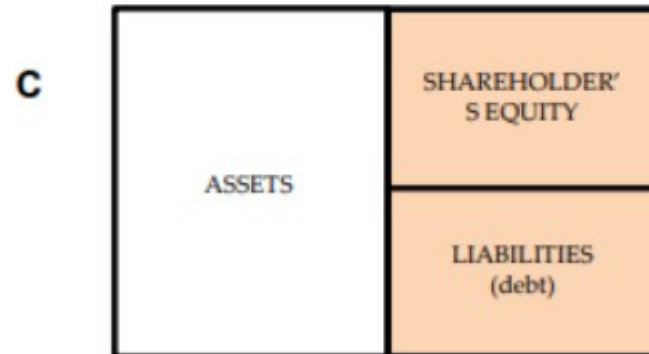 C
ASSETS
SHAREHOLDER’
S EQUITY
LIABILITIES
(debt)